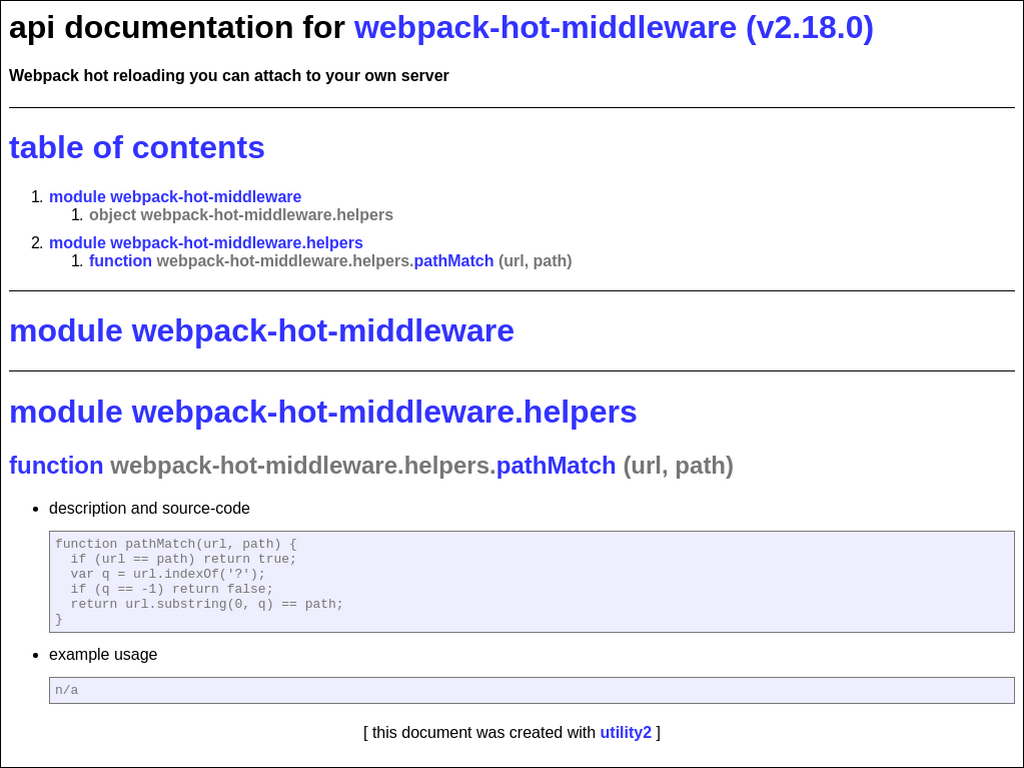 api documentation for webpack-hot-middleware (v2.18.0)
Webpack hot reloading you can attach to your own server
table of contents
1. module webpack-hot-middleware
1. object webpack-hot-middleware.helpers
2. module webpack-hot-middleware.helpers
1. function webpack-hot-middleware.helpers.pathMatch (url, path)
module webpack-hot-middleware
module webpack-hot-middleware.helpers
function webpack-hot-middleware.helpers.pathMatch (url, path)
• description and source-code
function pathMatch(url, path) {
  if (url == path) return true;
  var q = url.indexOf('?');
  if (q == -1) return false;
  return url.substring(0, q) == path;
}
• example usage
n/a
[ this document was created with utility2 ]